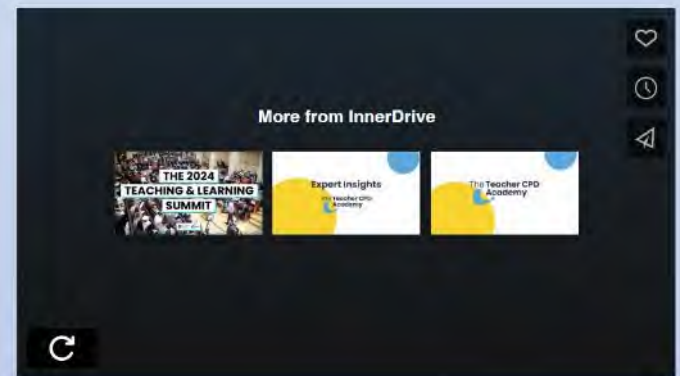 More from InnerDrive
THE 2024
TEACHING & LEARNING
SUMMIT
Expert Insights
The Teacher CPD
Academy
The Teacher CPD
Academy